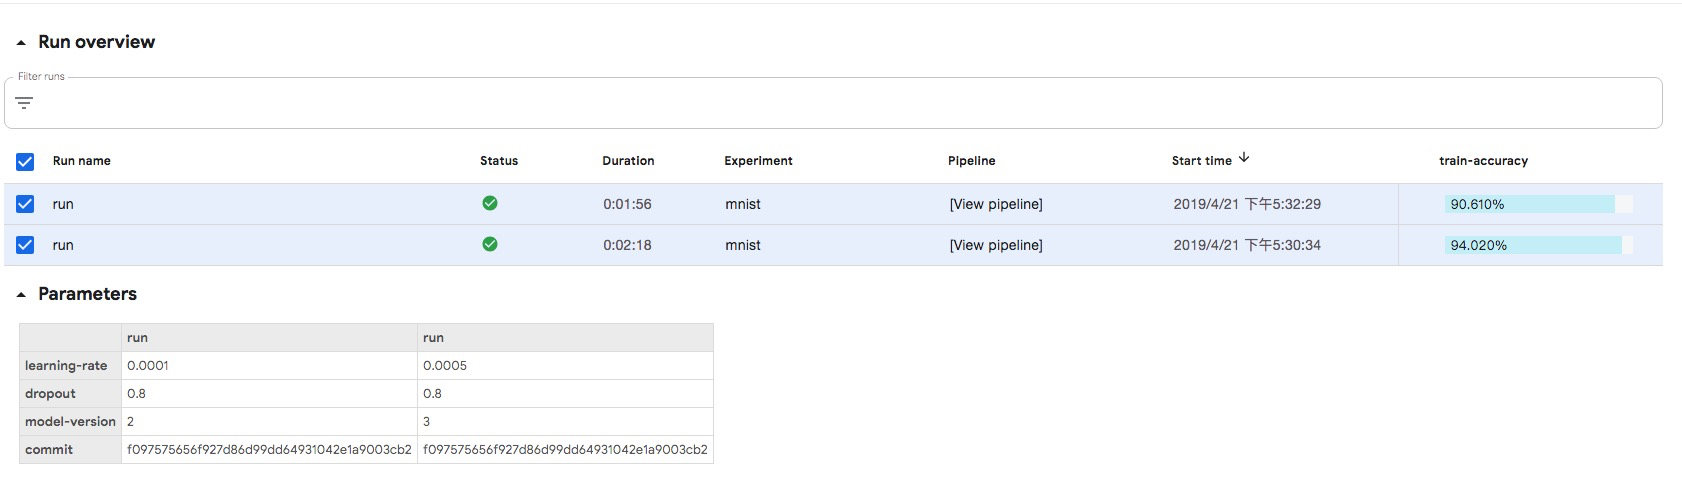 Run overview
Filter runs
Run name Status Duration Experiment Pipeline Start time train-accuracy
run 0:01:56 mnist [View pipeline] 2019/4/21 下午5:32:29 90.610%
run 0:02:18 mnist [View pipeline] 2019/4/21 下午5:30:34 94.020%
Parameters
run run
learning-rate 0.0001 0.0005
dropout 0.8 0.8
model-version 2 3
commit f097575656f927d86d99dd64931042e1a9003cb2 f097575656f927d86d99dd64931042e1a9003cb2